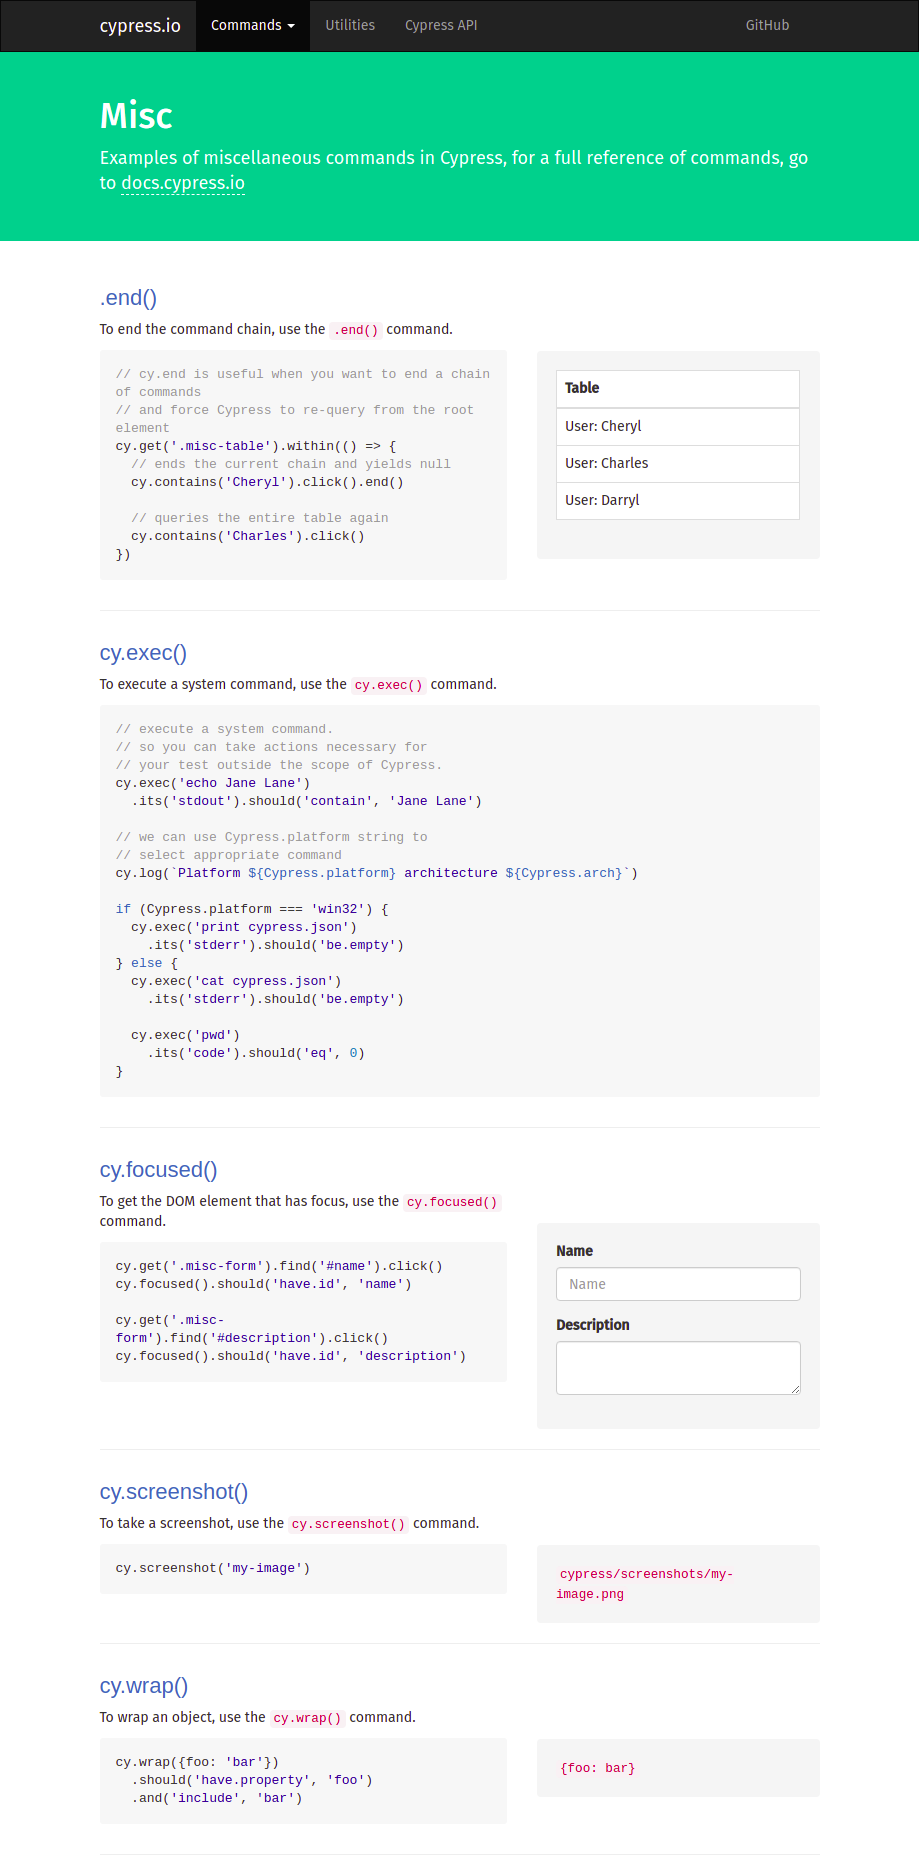 cypress.io Commands Utilities Cypress API GitHub
Misc
Examples of miscellaneous commands in Cypress, for a full reference of commands, go
to docs.cypress.io
.end()
To end the command chain, use the .end() command.
// cy.end is useful when you want to end a chain
of commands
// and force Cypress to re-query from the root
element
cy.get('.misc-table').within(() => {
  // ends the current chain and yields null
  cy.contains('Cheryl').click().end()
  // queries the entire table again
  cy.contains('Charles').click()
})
Table
User: Cheryl
User: Charles
User: Darryl
cy.exec()
To execute a system command, use the cy.exec() command.
// execute a system command.
// so you can take actions necessary for
// your test outside the scope of Cypress.
cy.exec('echo Jane Lane')
  .its('stdout').should('contain', 'Jane Lane')
// we can use Cypress.platform string to
// select appropriate command
cy.log(`Platform ${Cypress.platform} architecture ${Cypress.arch}`)
if (Cypress.platform === 'win32') {
  cy.exec('print cypress.json')
    .its('stderr').should('be.empty')
} else {
  cy.exec('cat cypress.json')
    .its('stderr').should('be.empty')
  cy.exec('pwd')
    .its('code').should('eq', 0)
}
cy.focused()
To get the DOM element that has focus, use the cy.focused()
command.
cy.get('.misc-form').find('#name').click()
cy.focused().should('have.id', 'name')
cy.get('.misc-
form').find('#description').click()
cy.focused().should('have.id', 'description')
Name
Name
Description
cy.screenshot()
To take a screenshot, use the cy.screenshot() command.
cy.screenshot('my-image')
cypress/screenshots/my-
image.png
cy.wrap()
To wrap an object, use the cy.wrap() command.
cy.wrap({foo: 'bar'})
  .should('have.property', 'foo')
  .and('include', 'bar')
{foo: bar}